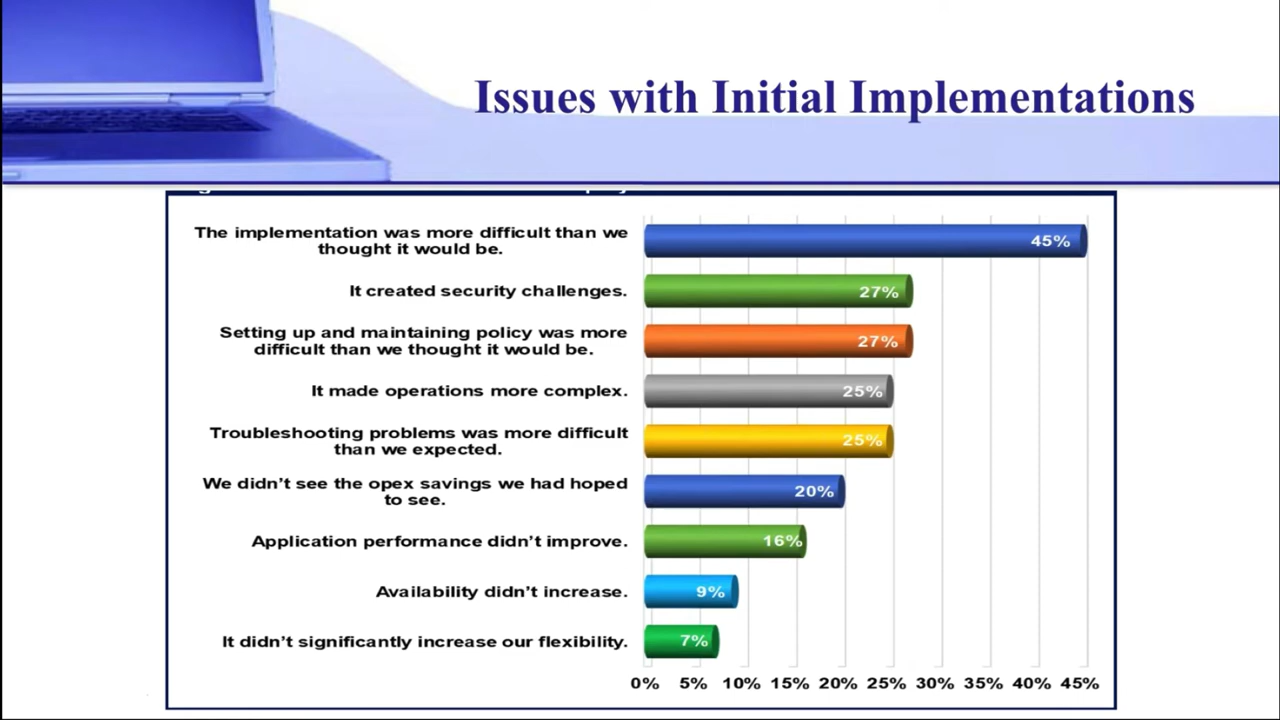 Issues with Initial Implementations
The implementation was more difficult than we
thought it would be.
45%
It created security challenges.
27%
Setting up and maintaining policy was more
difficult than we thought it would be.
27%
It made operations more complex.
25%
Troubleshooting problems was more difficult
than we expected.
25%
We didn’t see the opex savings we had hoped
to see.
20%
Application performance didn’t improve.
16%
Availability didn’t increase.
9%
It didn’t significantly increase our flexibility.
7%
0% 5% 10% 15% 20% 25% 30% 35% 40% 45%